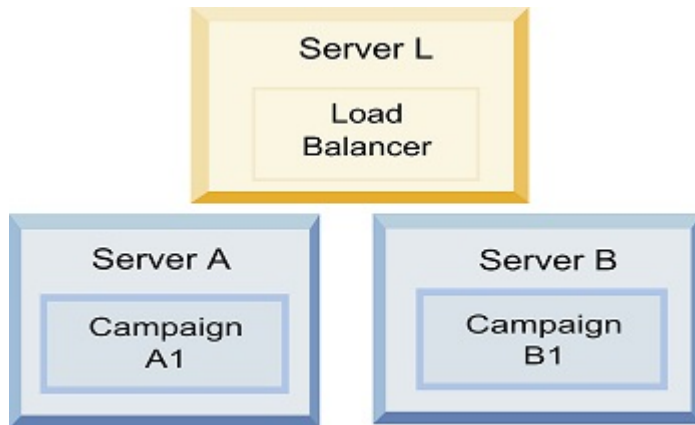 Server L
Load
Balancer
Server A
Campaign
A1
Server B
Campaign
B1